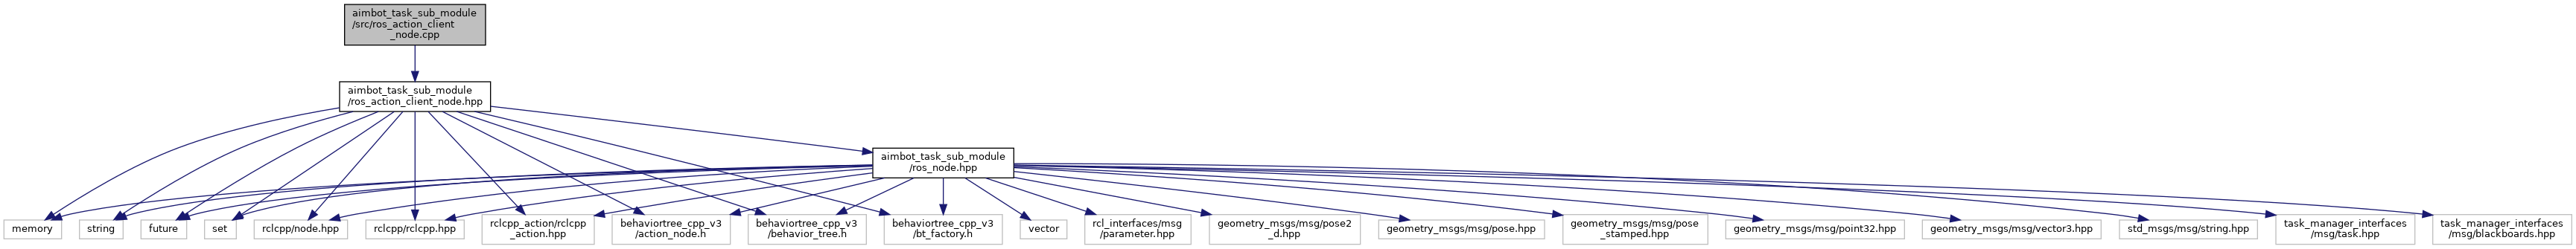 aimbot_task_sub_module
/src/ros_action_client
_node.cpp
aimbot_task_sub_module
/ros_action_client_node.hpp
aimbot_task_sub_module
/ros_node.hpp
memory
string
future
set
rclcpp/node.hpp
rclcpp/rclcpp.hpp
rclcpp_action/rclcpp
_action.hpp
behaviortree_cpp_v3
/action_node.h
behaviortree_cpp_v3
/behavior_tree.h
behaviortree_cpp_v3
/bt_factory.h
vector
rcl_interfaces/msg
/parameter.hpp
geometry_msgs/msg/pose2
_d.hpp
geometry_msgs/msg/pose.hpp
geometry_msgs/msg/pose
_stamped.hpp
geometry_msgs/msg/point32.hpp
geometry_msgs/msg/vector3.hpp
std_msgs/msg/string.hpp
task_manager_interfaces
/msg/task.hpp
task_manager_interfaces
/msg/blackboards.hpp